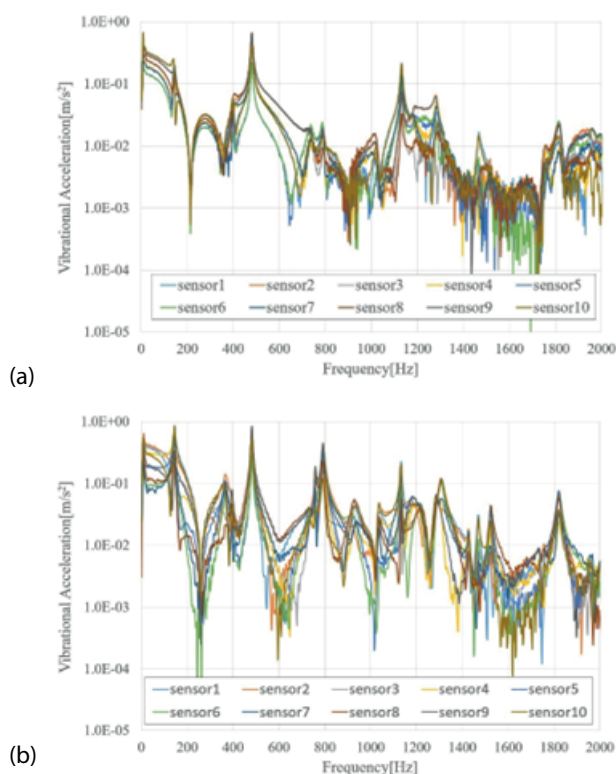 1.0E+00
1.0E-01
1.0E-02
1.0E-03
1.0E-04
1.0E-05
Vibrational Acceleration[m/s²]
sensor1 sensor2 sensor3 sensor4 sensor5
sensor6 sensor7 sensor8 sensor9 sensor10
0 200 400 600 800 1000 1200 1400 1600 1800 2000
Frequency[Hz]
(a)
1.0E+00
1.0E-01
1.0E-02
1.0E-03
1.0E-04
1.0E-05
Vibrational Acceleration[m/s²]
sensor1 sensor2 sensor3 sensor4 sensor5
sensor6 sensor7 sensor8 sensor9 sensor10
0 200 400 600 800 1000 1200 1400 1600 1800 2000
Frequency[Hz]
(b)